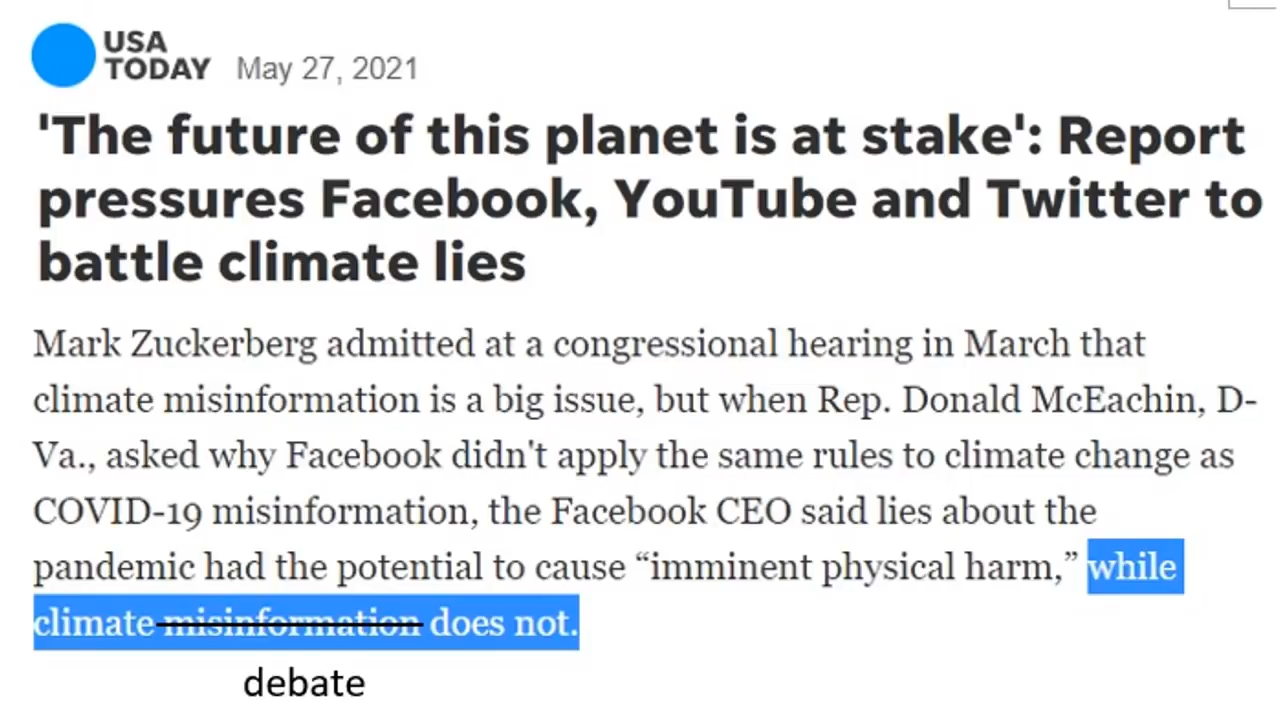 USA
TODAY May 27, 2021
'The future of this planet is at stake': Report
pressures Facebook, YouTube and Twitter to
battle climate lies
Mark Zuckerberg admitted at a congressional hearing in March that
climate misinformation is a big issue, but when Rep. Donald McEachin, D-
Va., asked why Facebook didn't apply the same rules to climate change as
COVID-19 misinformation, the Facebook CEO said lies about the
pandemic had the potential to cause “imminent physical harm,” while
climate misinformation does not.
debate